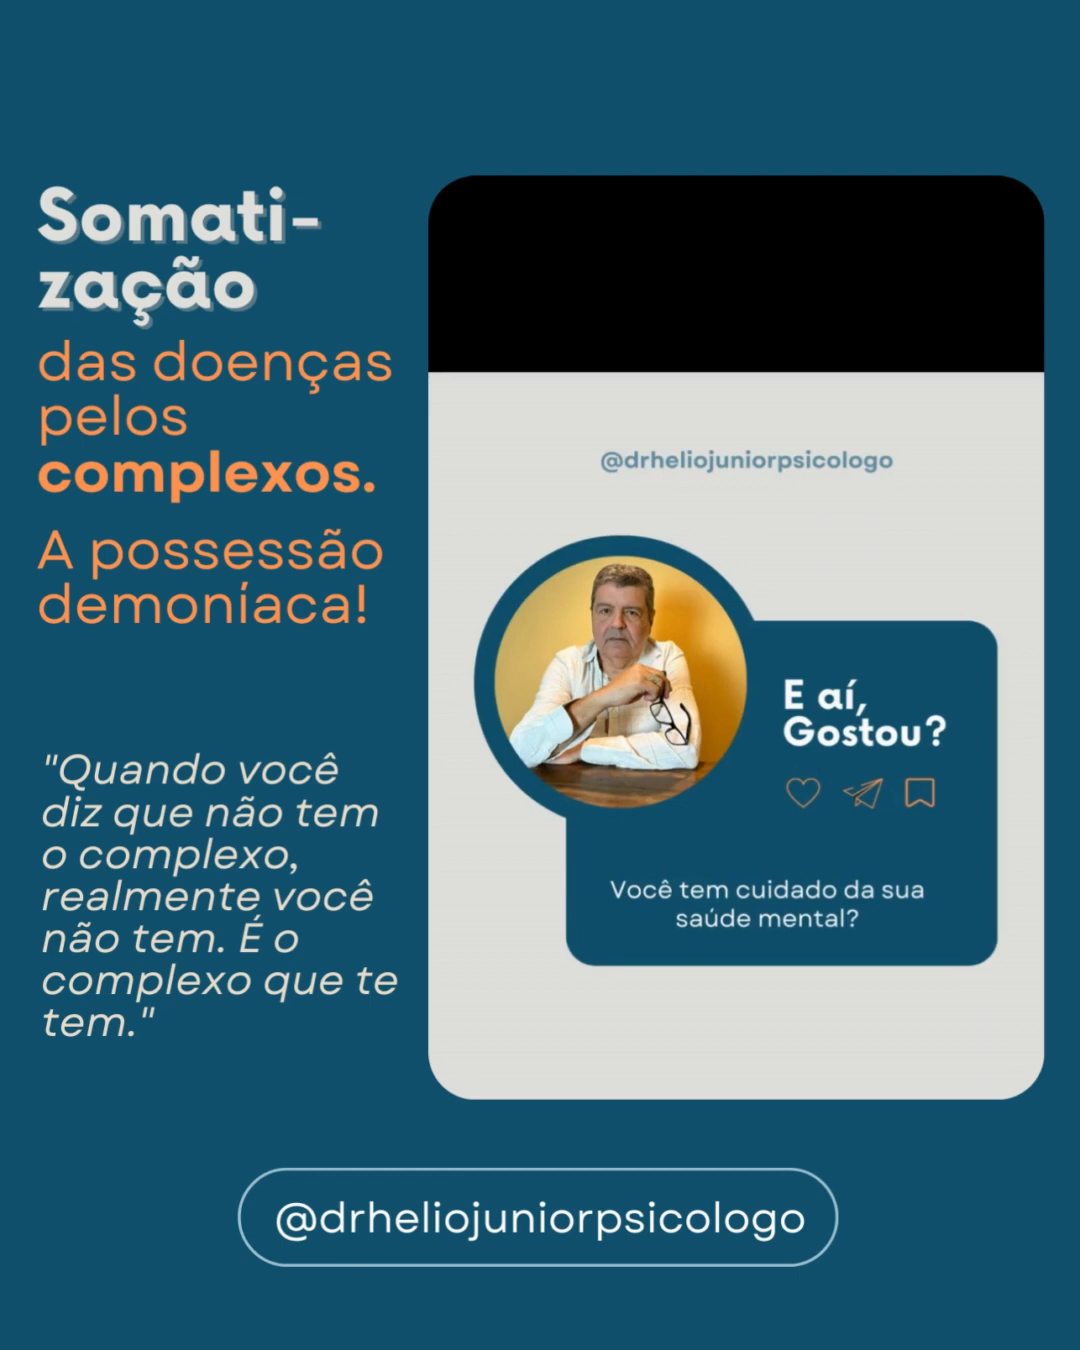 Somati-
zação
das doenças
pelos
complexos.
A possessão
demoníaca!
"Quando você
diz que não tem
o complexo,
realmente você
não tem. É o
complexo que te
tem."
@drheliojuniorpsicologo
E aí,
Gostou?
Você tem cuidado da sua
saúde mental?
@drheliojuniorpsicologo